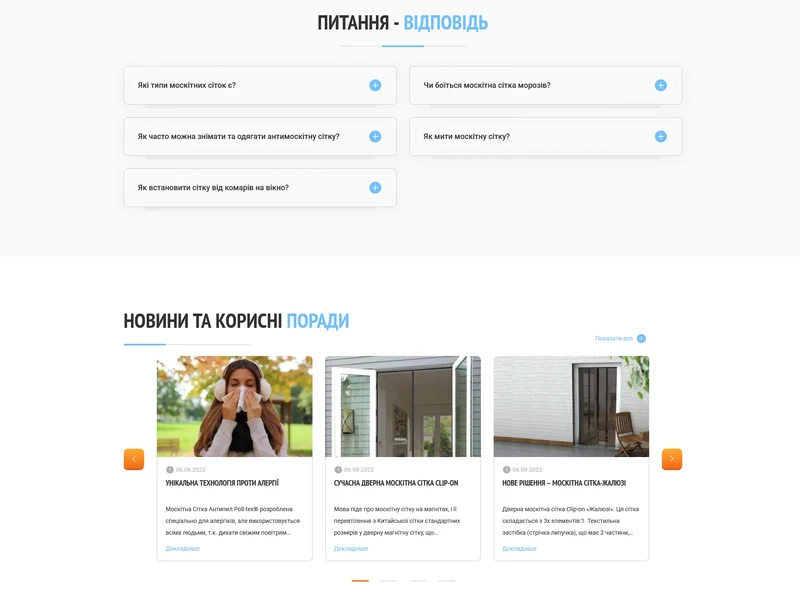 ПИТАННЯ - ВІДПОВІДЬ
Які типи москітних сіток є?
Чи боїться москітна сітка морозів?
Як часто можна знімати та одягати антимоскітну сітку?
Як мити москітну сітку?
Як встановити сітку від комарів на вікно?
НОВИНИ ТА КОРИСНІ ПОРАДИ
Показати все
06.09.2022
УНІКАЛЬНА ТЕХНОЛОГІЯ ПРОТИ АЛЕРГІЇ
Москітна Сітка Антипил Poll-tex® розроблена
спеціально для алергіків, але використовується
всіма людьми, т.к. дихати свіжим повітрям...
Докладніше
06.09.2022
СУЧАСНА ДВЕРНА МОСКІТНА СІТКА CLIP-ON
Мова піде про москітну сітку на магнітах, і її
перевтілення з Китайської сітки стандартних
розмірів у дверну магнітну сітку, що...
Докладніше
06.09.2022
НОВЕ РІШЕННЯ – МОСКІТНА СІТКА-ЖАЛЮЗІ
Дверна москітна сітка Clip-on «Жалюзі». Ця сітка
складається з 3х елементів:1. Текстильна
застібка (стрічка-липучка), що має 2 частини,...
Докладніше